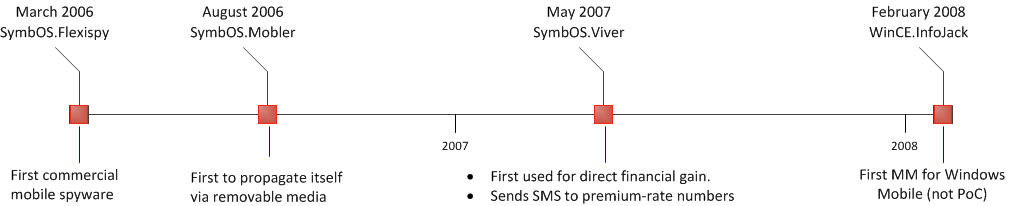 March 2006
SymbOS.Flexispy
August 2006
SymbOS.Mobler
May 2007
SymbOS.Viver
February 2008
WinCE.InfoJack
2007
2008
First commercial
mobile spyware
First to propagate itself
via removable media
• First used for direct financial gain.
• Sends SMS to premium-rate numbers
First MM for Windows
Mobile (not PoC)